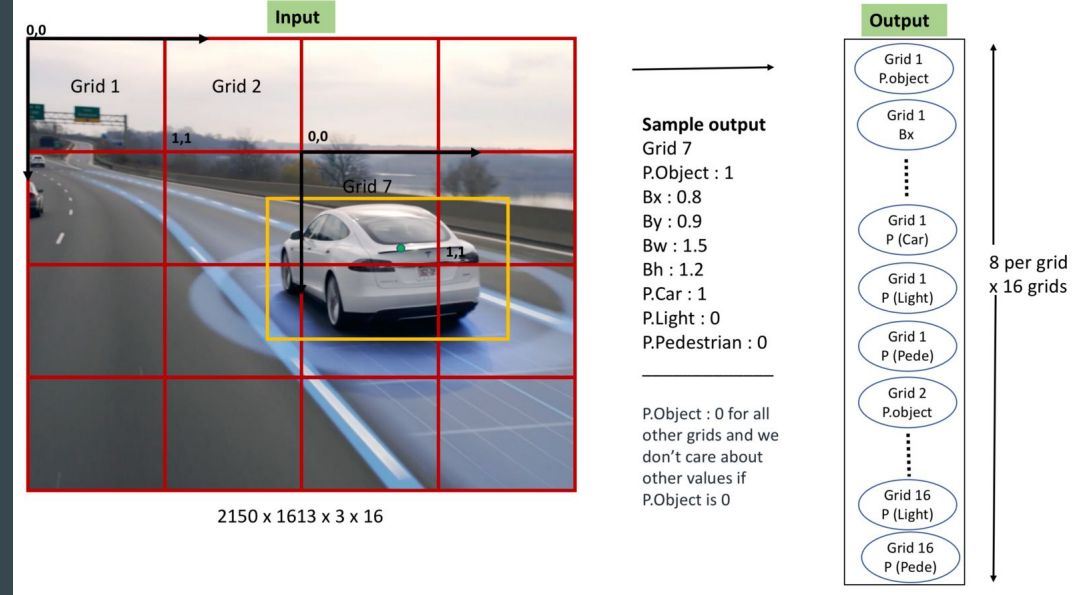 Input
0,0
Grid 1
Grid 2
1,1
0,0
Grid 7
1,1
2150 x 1613 x 3 x 16
Sample output
Grid 7
P.Object : 1
Bx : 0.8
By : 0.9
Bw : 1.5
Bh : 1.2
P.Car : 1
P.Light : 0
P.Pedestrian : 0
P.Object : 0 for all
other grids and we
don’t care about
other values if
P.Object is 0
Output
Grid 1
P.object
Grid 1
Bx
Grid 1
P (Car)
Grid 1
P (Light)
Grid 1
P (Pede)
Grid 2
P.object
Grid 16
P (Light)
Grid 16
P (Pede)
8 per grid
x 16 grids